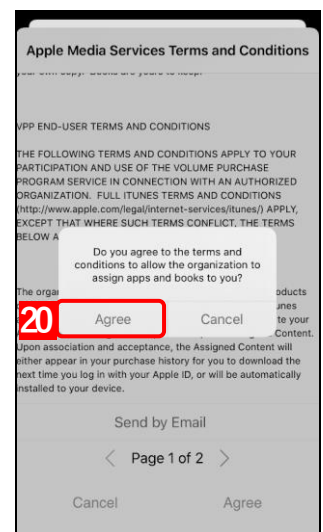 Apple Media Services Terms and Conditions
VPP END-USER TERMS AND CONDITIONS
THE FOLLOWING TERMS AND CONDITIONS APPLY TO YOUR
PARTICIPATION AND USE OF THE VOLUME PURCHASE
PROGRAM SERVICE IN CONNECTION WITH AN AUTHORIZED
ORGANIZATION. FULL ITUNES TERMS AND CONDITIONS
(http://www.apple.com/legal/internet-services/itunes/) APPLY,
EXCEPT THAT WHERE SUCH TERMS CONFLICT, THE TERMS
BELOW
Do you agree to the terms and
conditions to allow the organization to
assign apps and books to you?
The
20
Agree
Cancel
Content.
Upon association and acceptance, the Assigned Content will
either appear in your purchase history for you to download the
next time you log in with your Apple ID, or will be automatically
installed to your device.
Send by Email
Page 1 of 2
Cancel
Agree